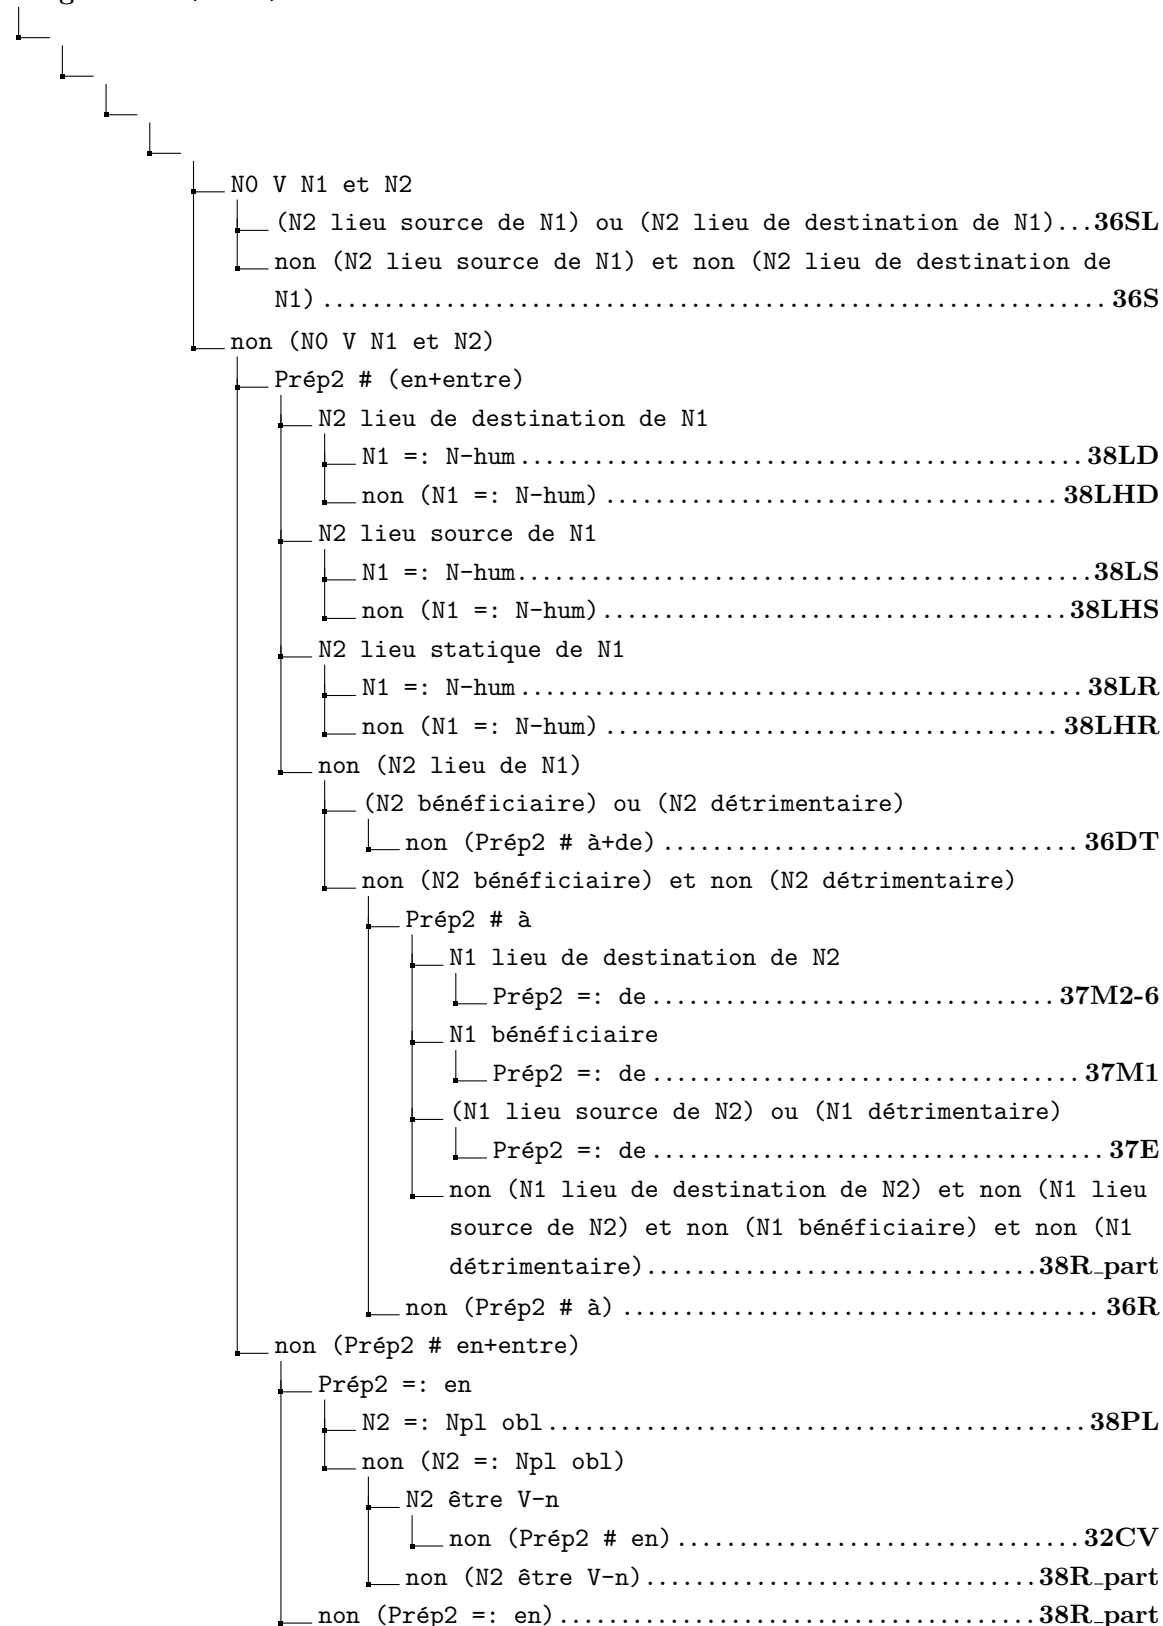 N0 V N1 et N2
(N2 lieu source de N1) ou (N2 lieu de destination de N1)...36SL
non (N2 lieu source de N1) et non (N2 lieu de destination de
N1)................................................................36S
non (N0 V N1 et N2)
Prép2 # (en+entre)
N2 lieu de destination de N1
N1 =: N-hum..............................................38LD
non (N1 =: N-hum).....................................38LHD
N2 lieu source de N1
N1 =: N-hum...............................................38LS
non (N1 =: N-hum)......................................38LHS
N2 lieu statique de N1
N1 =: N-hum..............................................38LR
non (N1 =: N-hum).....................................38LHR
non (N2 lieu de N1)
(N2 bénéficiaire) ou (N2 détrimentaire)
non (Prép2 # à+de)..................................36DT
non (N2 bénéficiaire) et non (N2 détrimentaire)
Prép2 # à
N1 lieu de destination de N2
Prép2 =: de.................................37M2-6
N1 bénéficiaire
Prép2 =: de...................................37M1
(N1 lieu source de N2) ou (N1 détrimentaire)
Prép2 =: de.....................................37E
non (N1 lieu de destination de N2) et non (N1 lieu
source de N2) et non (N1 bénéficiaire) et non (N1
détrimentaire)................................38R_part
non (Prép2 # à).......................................36R
non (Prép2 # en+entre)
Prép2 =: en
N2 =: Npl obl............................................38PL
non (N2 =: Npl obl)
N2 être V-n
non (Prép2 # en).................................32CV
non (N2 être V-n)................................38R_part
non (Prép2 =: en).......................................38R_part